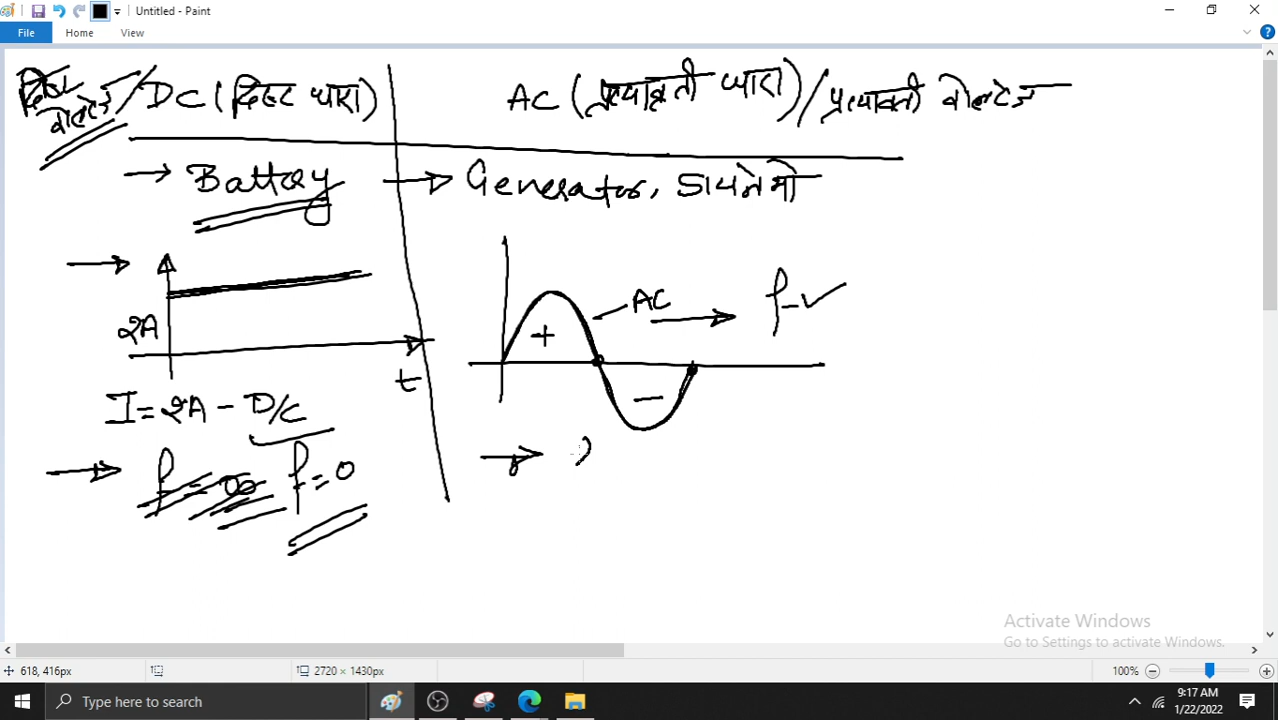 Untitled - Paint
File Home View
दिष्ट वोल्टेज / DC (दिष्ट धारा)
AC (प्रत्यावर्ती धारा) / प्रत्यावर्ती वोल्टेज
→ Battery
→ Generator, डायनेमो
2A
t
I = 2A - D/C
→ f = ∞ f = 0
+
-
AC → f - ✓
→
Activate Windows
Go to Settings to activate Windows.
618, 416px
2720 × 1430px
100%
Type here to search
9:17 AM
1/22/2022